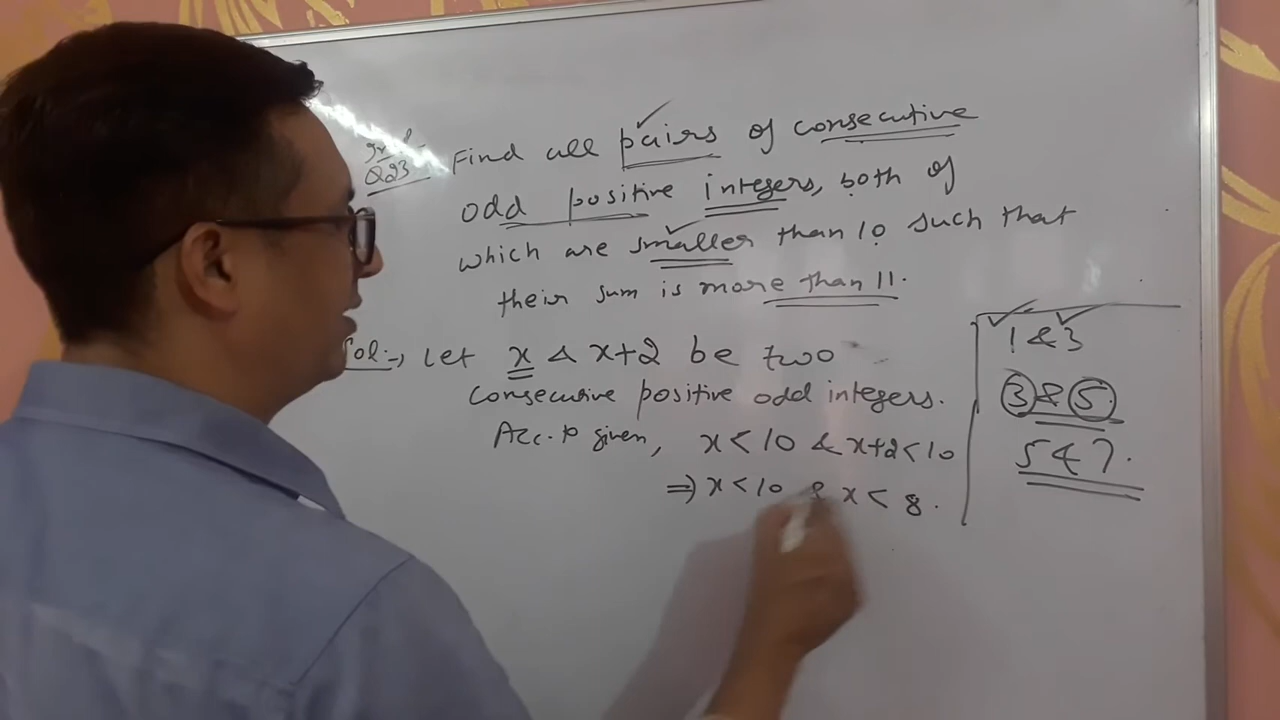 Q23 Find all pairs of consecutive
odd positive integers, both of
which are smaller than 10 such that
their sum is more than 11.
Sol:-, Let x & x+2 be two
consecutive positive odd integers.
Acc. to given, x < 10 & x+2 < 10
⇒ x < 10 & x < 8.
1 & 3
3 & 5
5 & 7.